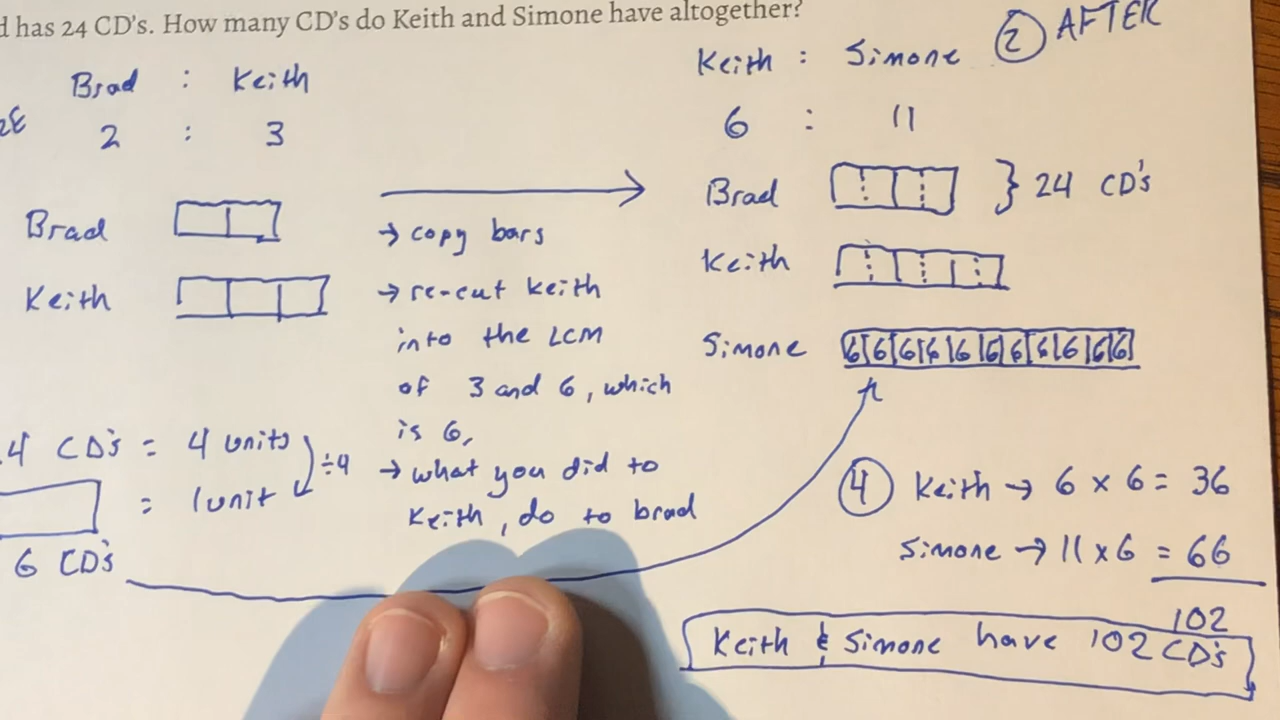 d has 24 CD's. How many CD's do Keith and Simone have altogether?
Brad : Keith
2 : 3
Brad
Keith
→ copy bars
→ re-cut Keith
into the LCM
of 3 and 6, which
is 6,
→ what you did to
Keith, do to brad
4 CD's = 4 units
÷4
= 1 unit
6 CD's
② AFTER
Keith : Simone
6 : 11
Brad } 24 CD's
Keith
Simone 6 6 6 6 6 6 6 6 6 6 6
④ Keith → 6 x 6 = 36
Simone → 11 x 6 = 66
102
Keith & Simone have 102 CD's